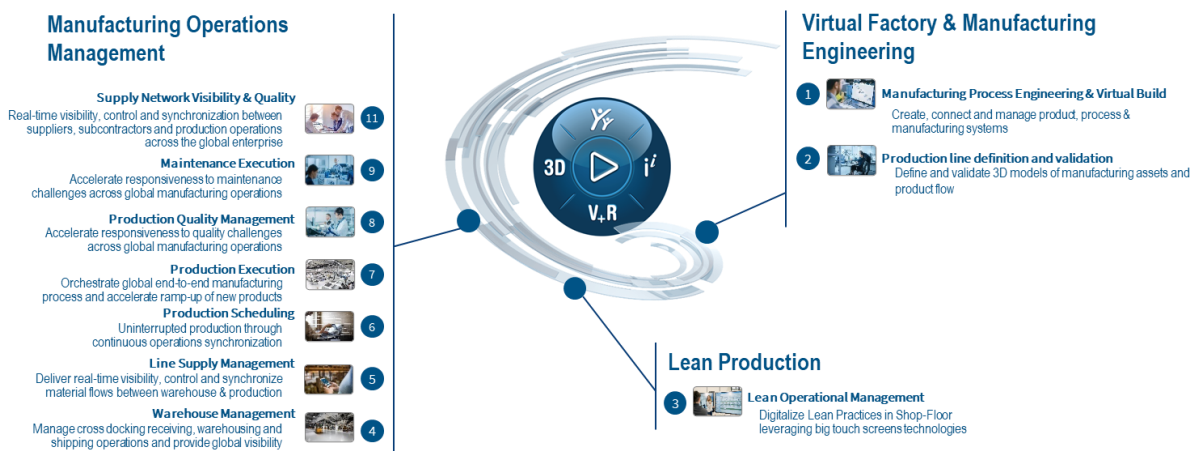 Manufacturing Operations
Management
Supply Network Visibility & Quality
Real-time visibility, control and synchronization between
suppliers, subcontractors and production operations
across the global enterprise
11
Maintenance Execution
Accelerate responsiveness to maintenance
challenges across global manufacturing operations
9
Production Quality Management
Accelerate responsiveness to quality challenges
across global manufacturing operations
8
Production Execution
Orchestrate global end-to-end manufacturing
process and accelerate ramp-up of new products
7
Production Scheduling
Uninterrupted production through
continuous operations synchronization
6
Line Supply Management
Deliver real-time visibility, control and synchronize
material flows between warehouse & production
5
Warehouse Management
Manage cross docking receiving, warehousing and
shipping operations and provide global visibility
4
3D
i i
V+R
Virtual Factory & Manufacturing
Engineering
1
Manufacturing Process Engineering & Virtual Build
Create, connect and manage product, process &
manufacturing systems
2
Production line definition and validation
Define and validate 3D models of manufacturing assets and
product flow
Lean Production
3
Lean Operational Management
Digitalize Lean Practices in Shop-Floor
leveraging big touch screens technologies